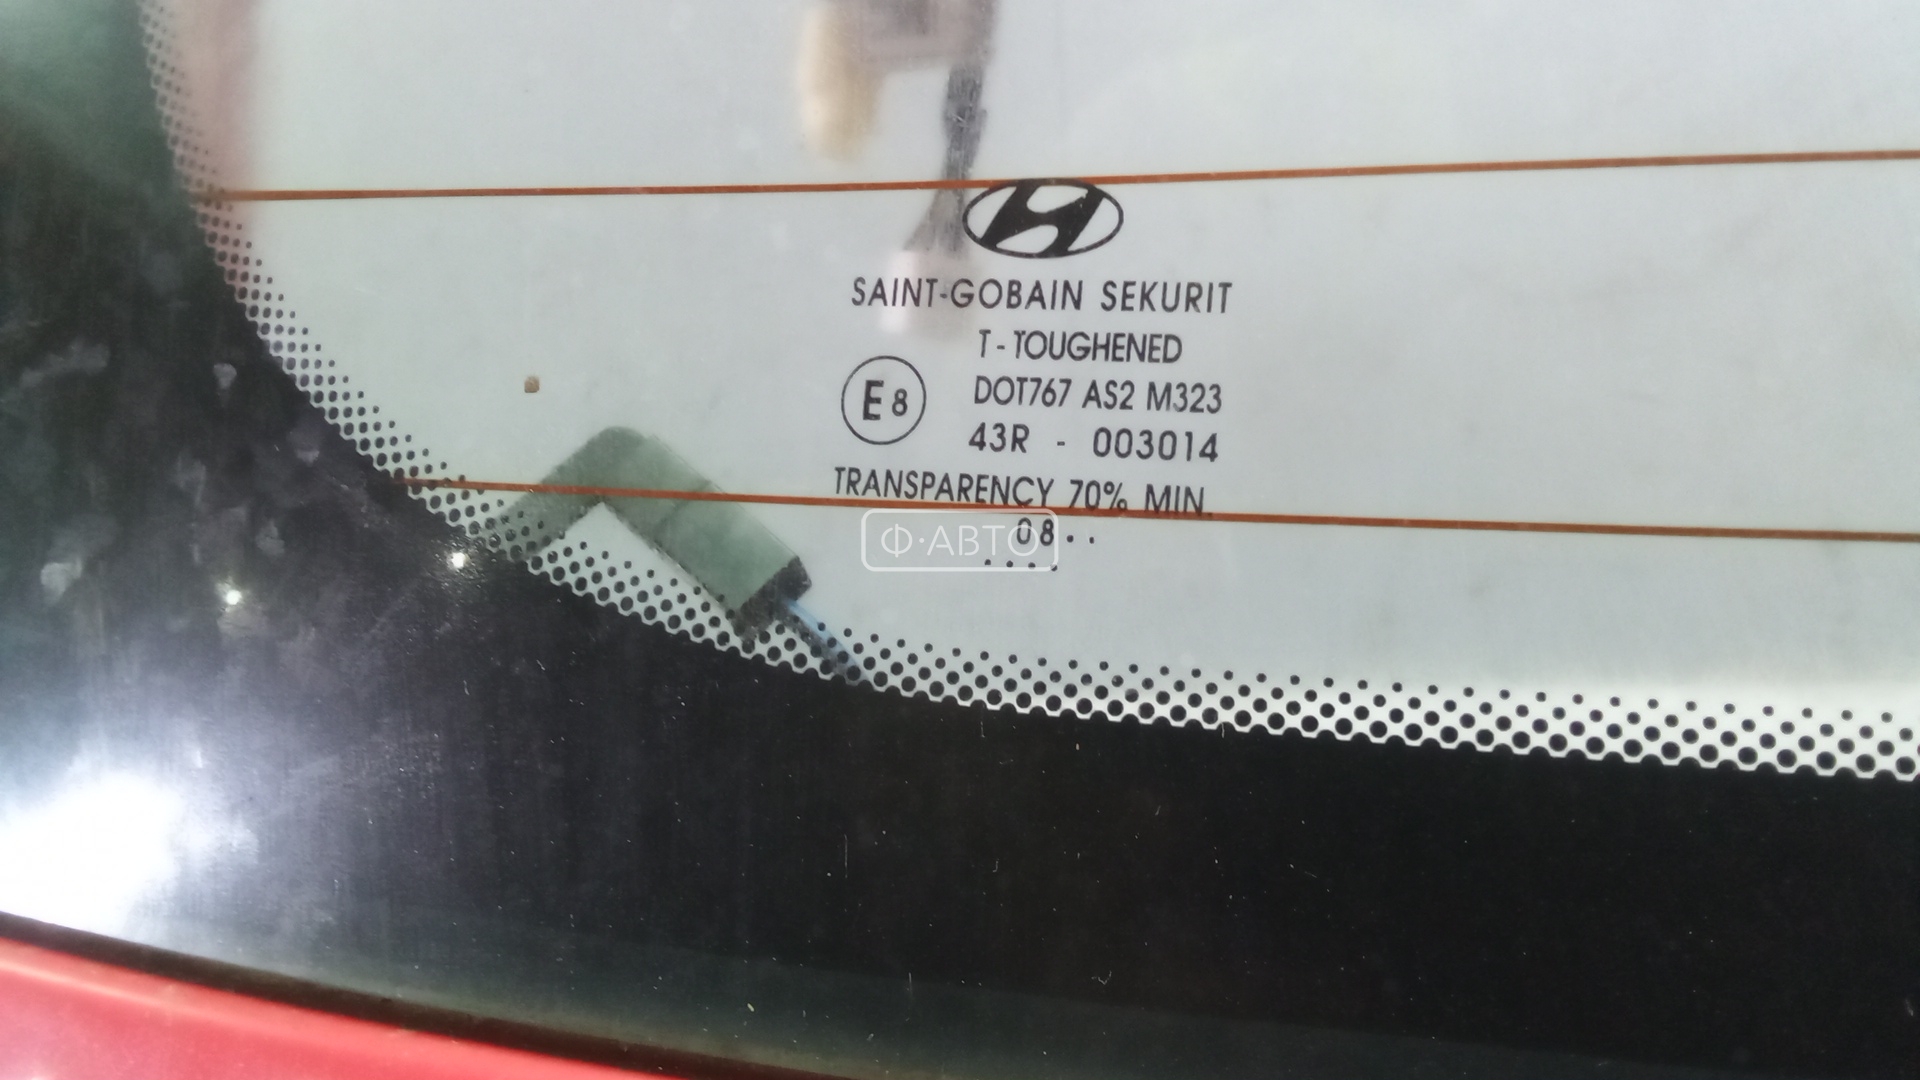 SAINT-GOBAIN SEKURIT
T - TOUGHENED
E8
DOT767 AS2 M323
43R - 003014
TRANSPARENCY 70% MIN.
08..
....
Ф·АВТО